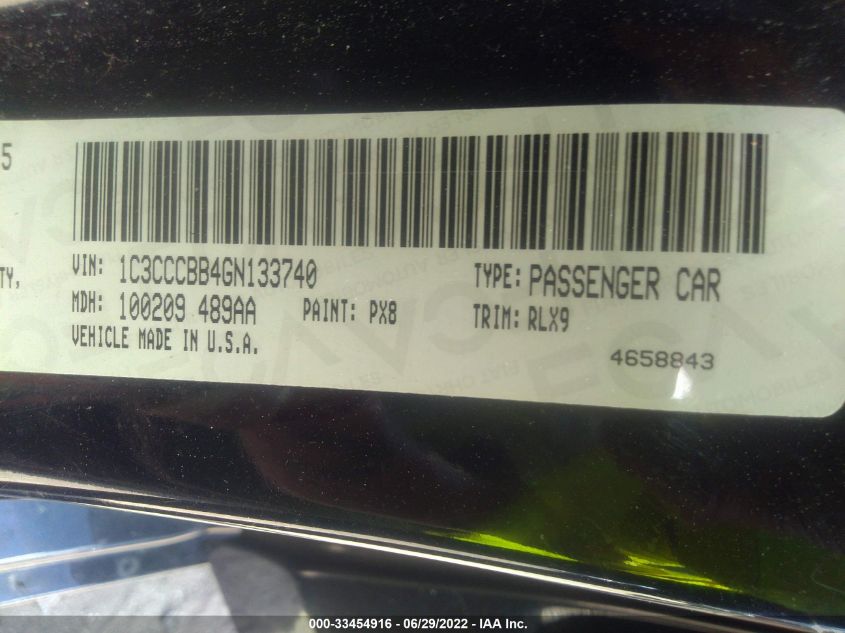 5
TY,
VIN: 1C3CCCBB4GN133740 TYPE: PASSENGER CAR
MDH: 100209 489AA PAINT: PX8 TRIM: RLX9
VEHICLE MADE IN U.S.A.
4658843
000-33454916 - 06/29/2022 - IAA Inc.